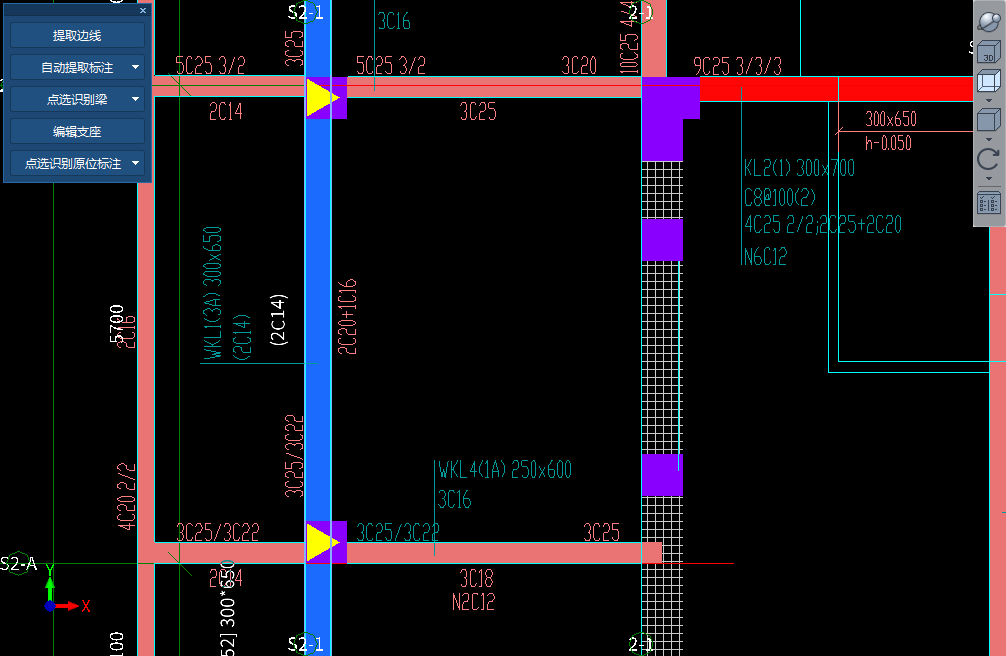 提取边线
自动提取标注
点选识别梁
编辑支座
点选识别原位标注
S2-1
3C25
3C16
10C25 4/4
2-1
5C25 3/2
5C25 3/2
3C20
9C25 3/3/3
2C14
3C25
3D
300x650
h-0.050
KL2(1) 300x700
C8@100(2)
4C25 2/2;2C25+2C20
N6C12
WKL1(3A) 300x650
(2C14)
(2C14)
2C20+1C16
5700
2C16
4C20 2/2
3C25/3C22
WKL4(1A) 250x600
3C16
3C25/3C22
3C25/3C22
3C25
S2-A
Y
X
3C18
N2C12
52] 300*650
S2-1
2-1